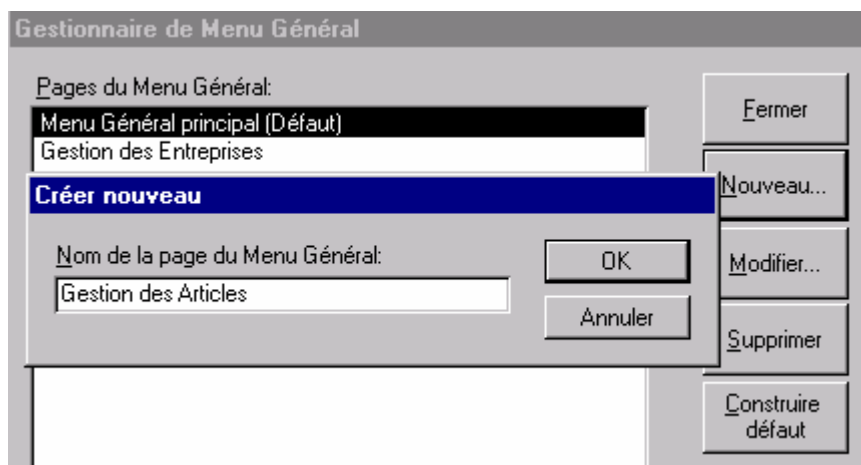 Gestionnaire de Menu Général
Pages du Menu Général:
Menu Général principal (Défaut)
Gestion des Entreprises
Fermer
Nouveau...
Modifier...
Supprimer
Construire
défaut
Créer nouveau
Nom de la page du Menu Général:
Gestion des Articles
OK
Annuler